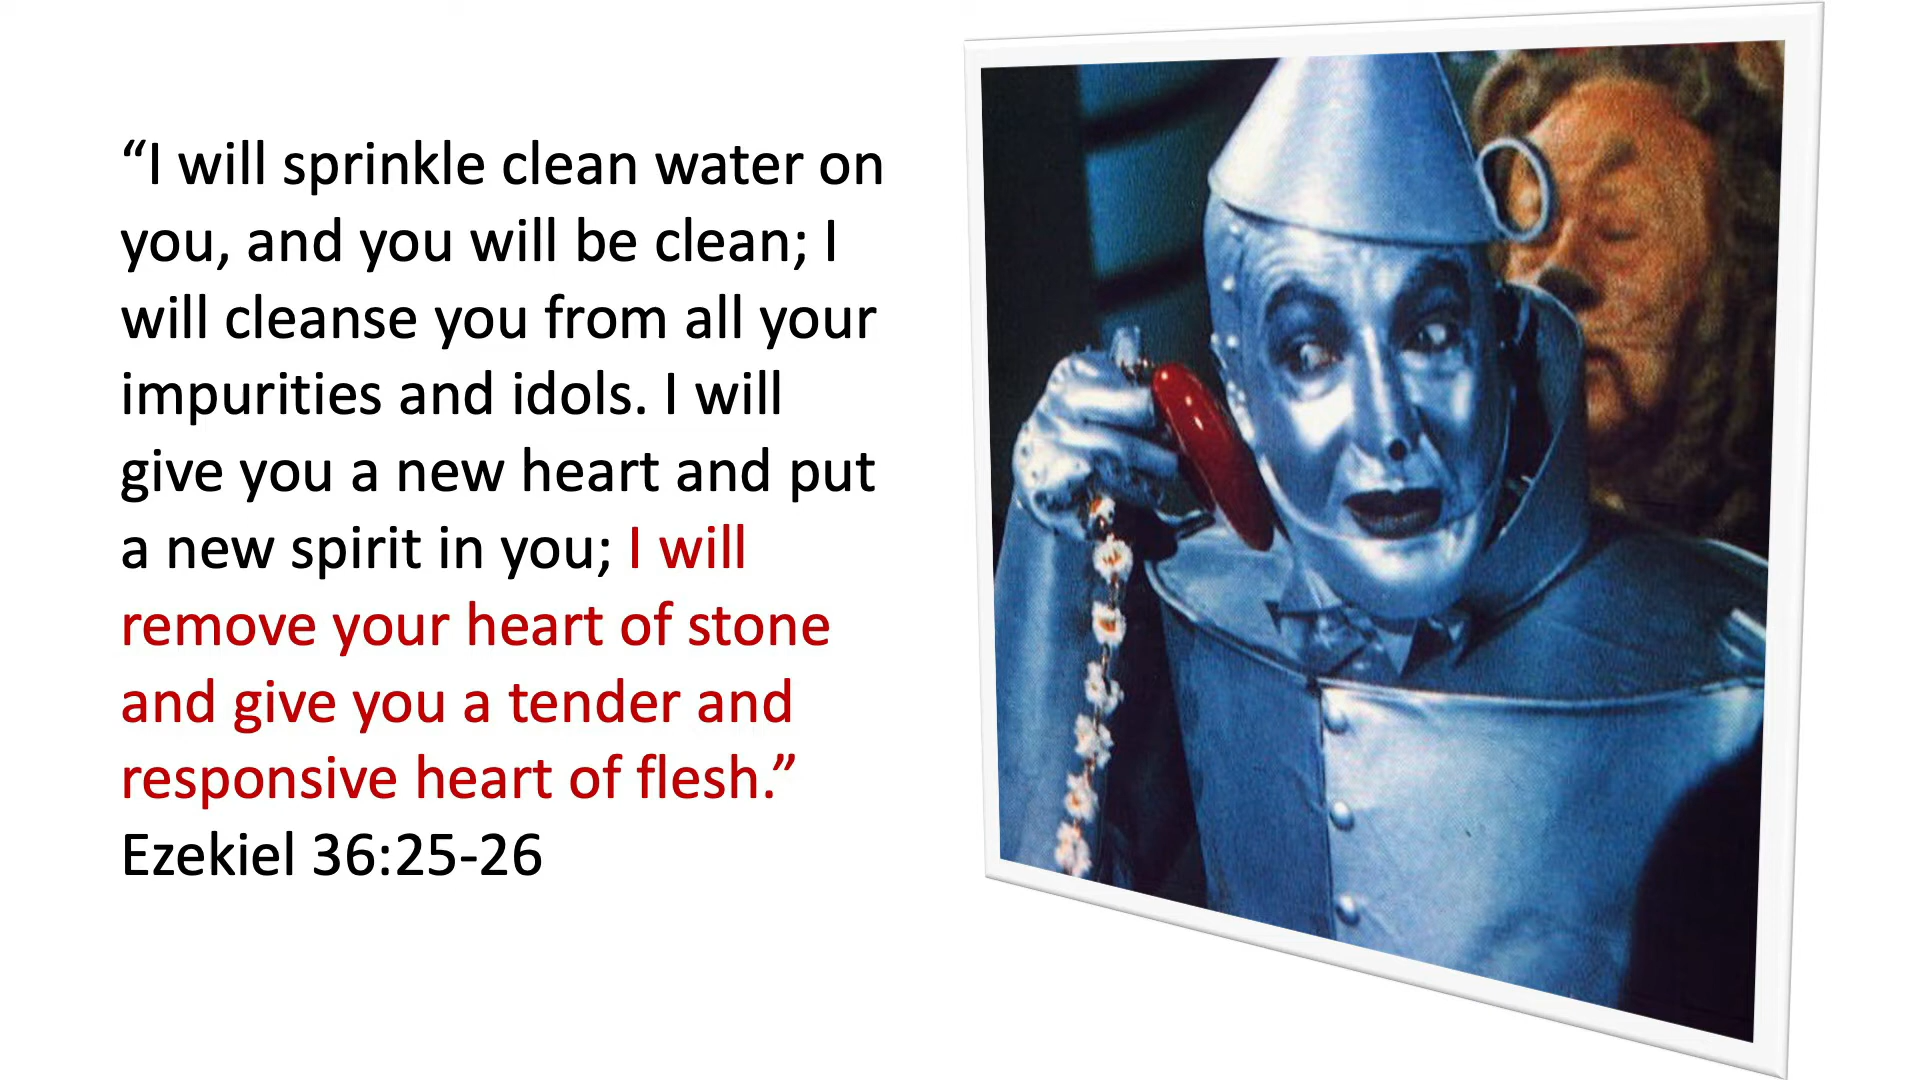 “I will sprinkle clean water on
you, and you will be clean; I
will cleanse you from all your
impurities and idols. I will
give you a new heart and put
a new spirit in you; I will
remove your heart of stone
and give you a tender and
responsive heart of flesh.”
Ezekiel 36:25-26